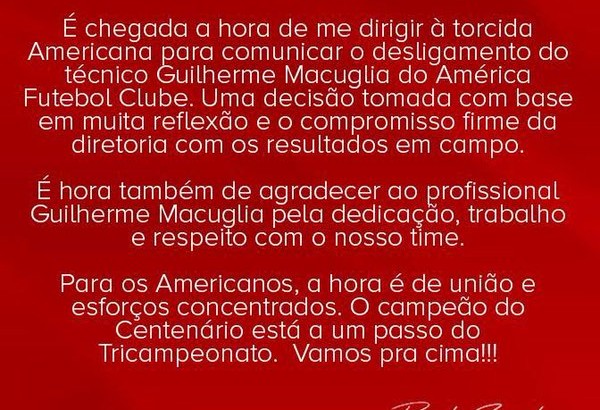 É chegada a hora de me dirigir à torcida
Americana para comunicar o desligamento do
técnico Guilherme Macuglia do América
Futebol Clube. Uma decisão tomada com base
em muita reflexão e o compromisso firme da
diretoria com os resultados em campo.
É hora também de agradecer ao profissional
Guilherme Macuglia pela dedicação, trabalho
e respeito com o nosso time.
Para os Americanos, a hora é de união e
esforços concentrados. O campeão do
Centenário está a um passo do
Tricampeonato. Vamos pra cima!!!